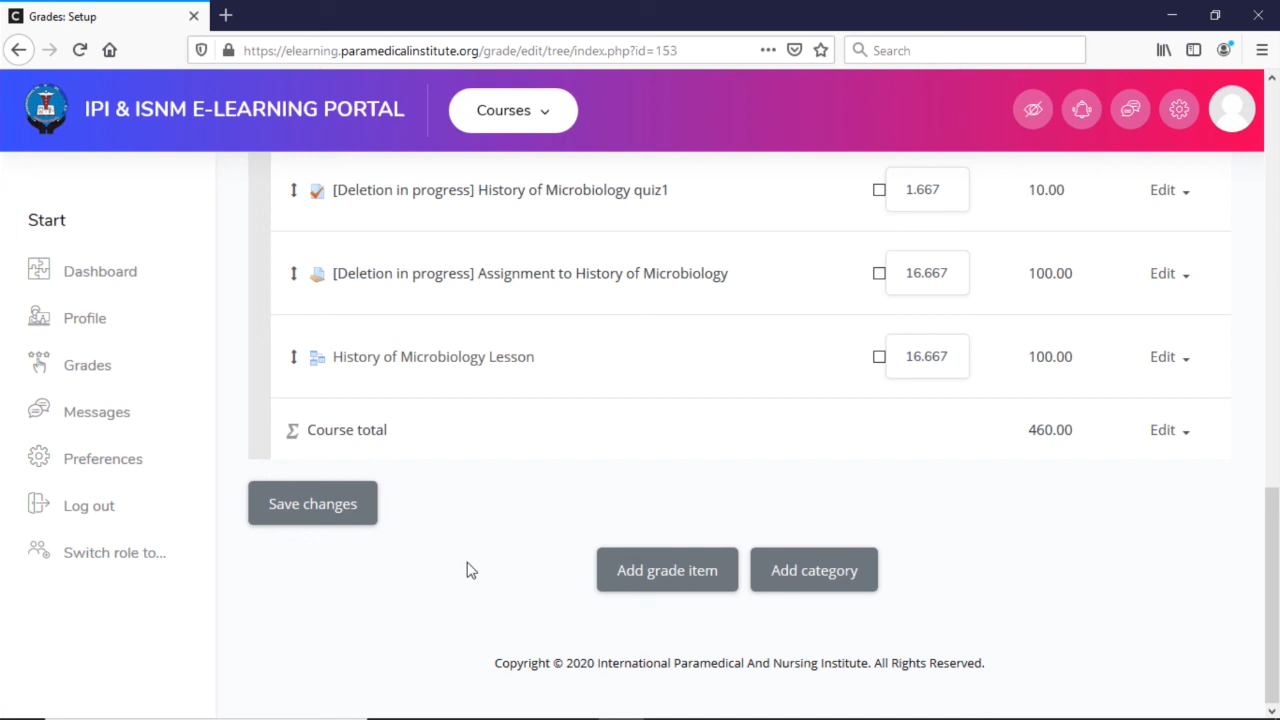 Grades: Setup
https://elearning.paramedicalinstitute.org/grade/edit/tree/index.php?id=153
Search
IPI & ISNM E-LEARNING PORTAL
Courses
[Deletion in progress] History of Microbiology quiz1 1.667 10.00 Edit
Start
Dashboard
[Deletion in progress] Assignment to History of Microbiology 16.667 100.00 Edit
Profile
History of Microbiology Lesson 16.667 100.00 Edit
Grades
Messages
Σ Course total 460.00 Edit
Preferences
Save changes
Log out
Switch role to...
Add grade item Add category
Copyright © 2020 International Paramedical And Nursing Institute. All Rights Reserved.